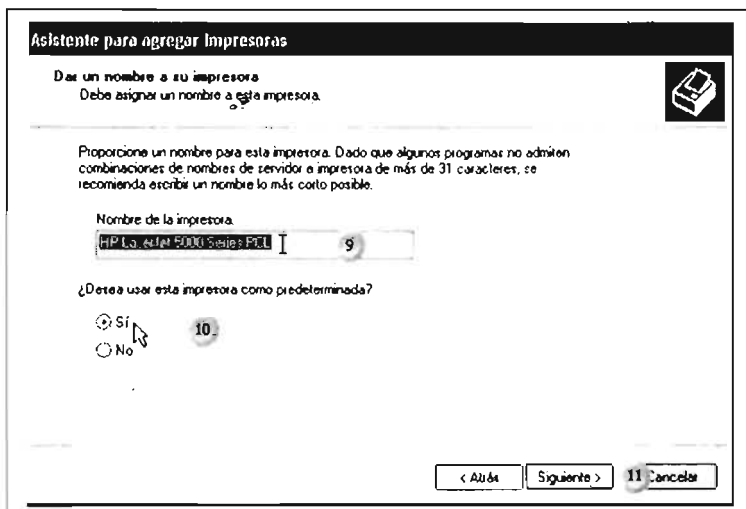 Asistente para agregar impresoras
Dar un nombre a su impresora
Debe asignar un nombre a esta impresora.
Proporcione un nombre para esta impresora. Dado que algunos programas no admiten
combinaciones de nombres de servidor e impresora de más de 31 caracteres, se
recomienda escribir un nombre lo más corto posible.
Nombre de la impresora
HP LaserJet 5000 Series PCL
9
¿Desea usar esta impresora como predeterminada?
Sí
10
No
< Atrás
Siguiente >
11
Cancelar